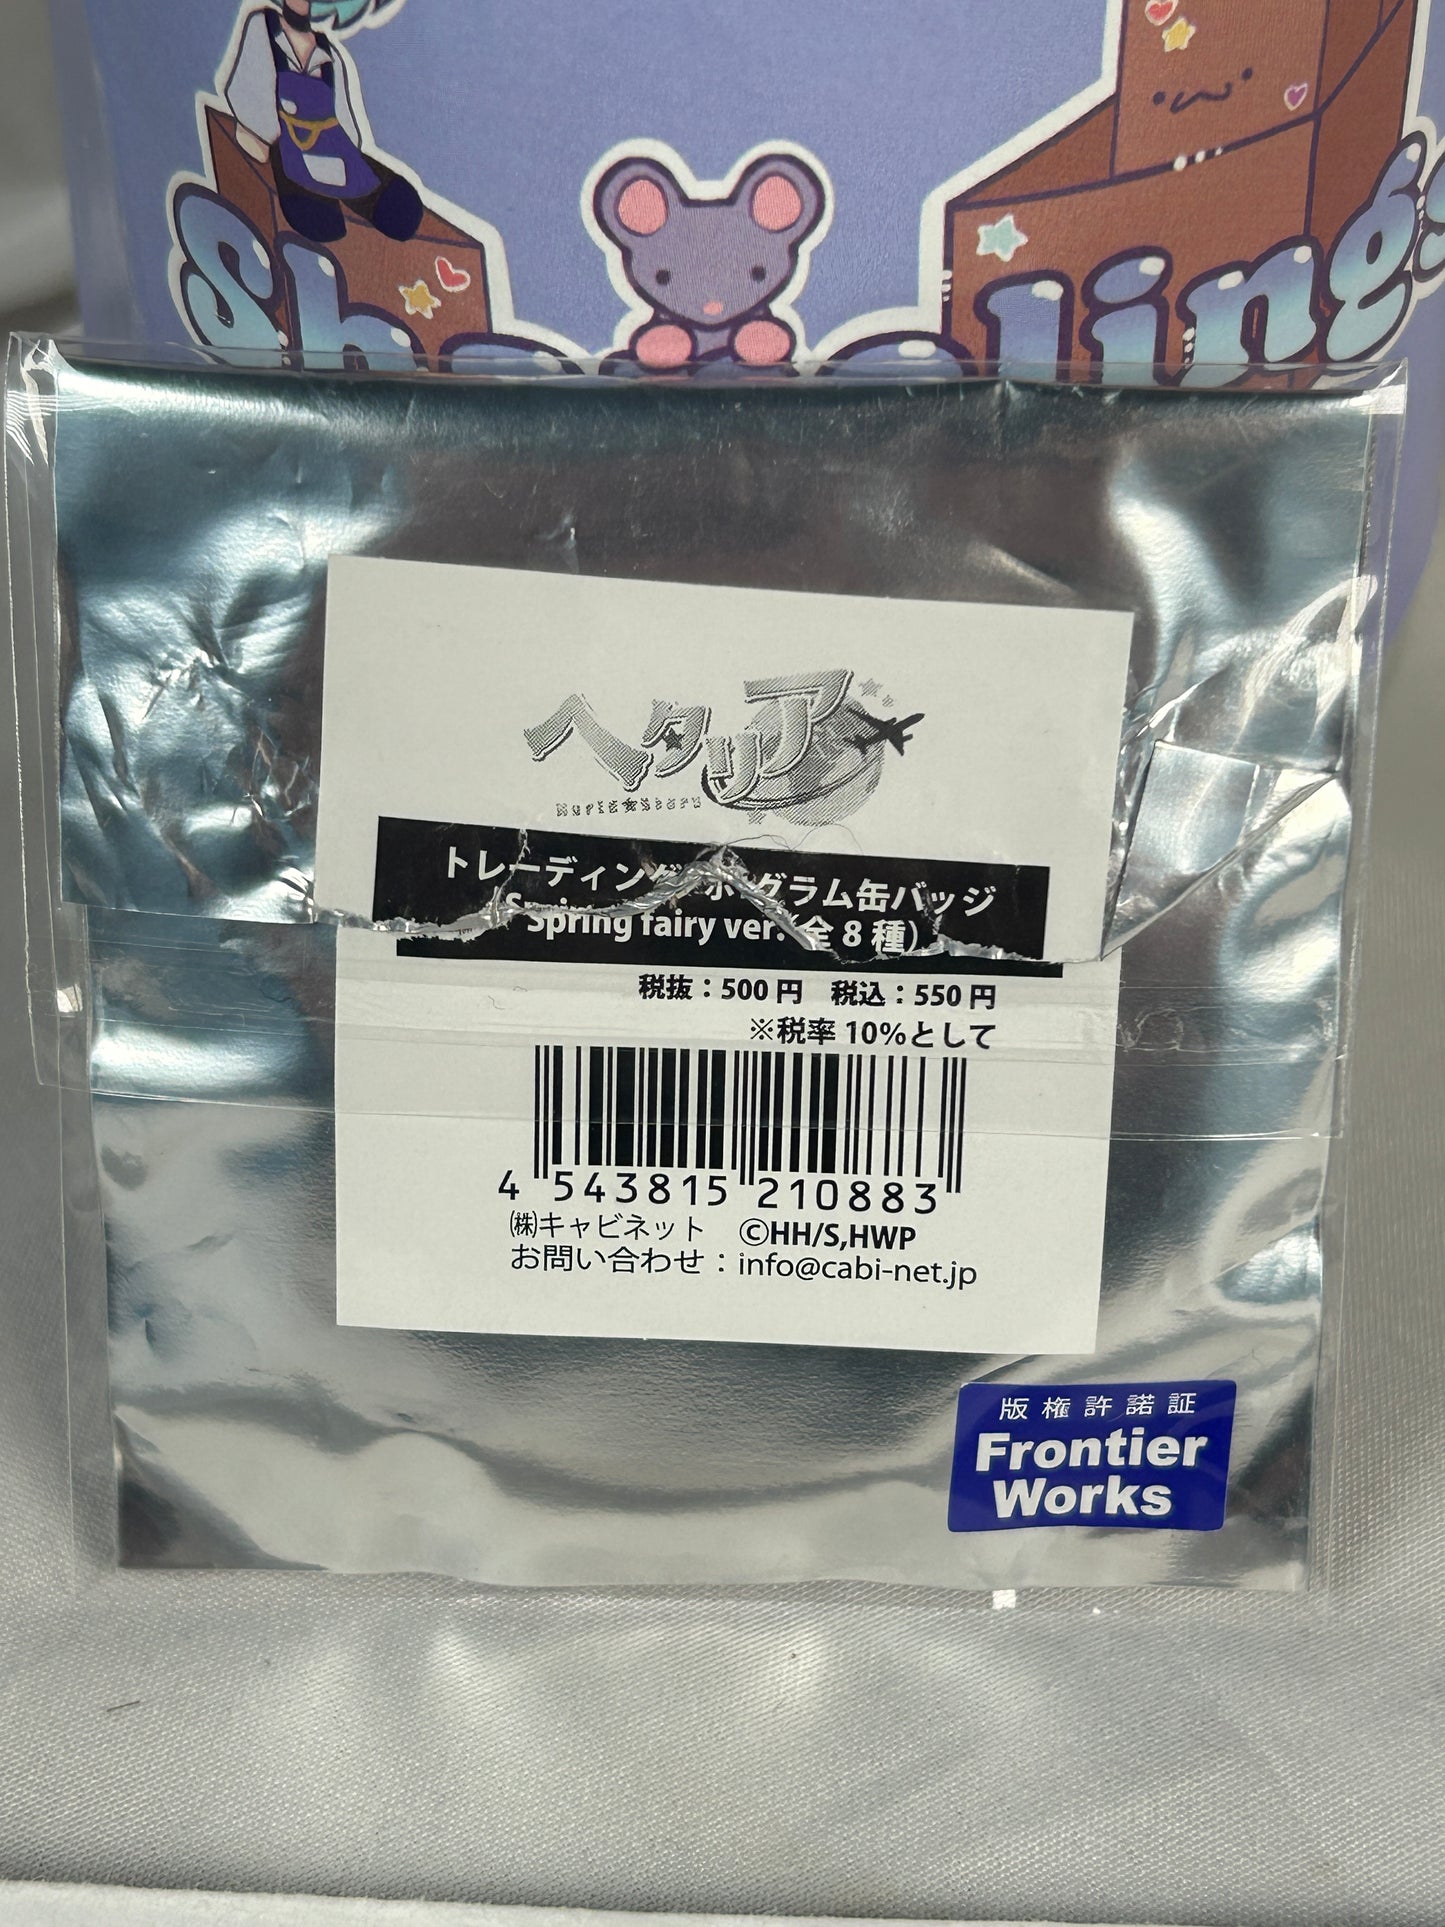 ヘタリア
World★Stars
トレーディング ホログラム缶バッジ
Spring fairy ver.(全8種)
税抜：500円 税込：550円
※税率10%として
4 543815 210883
㈱キャビネット ©HH/S,HWP
お問い合わせ：info@cabi-net.jp
版権許諾証
Frontier
Works